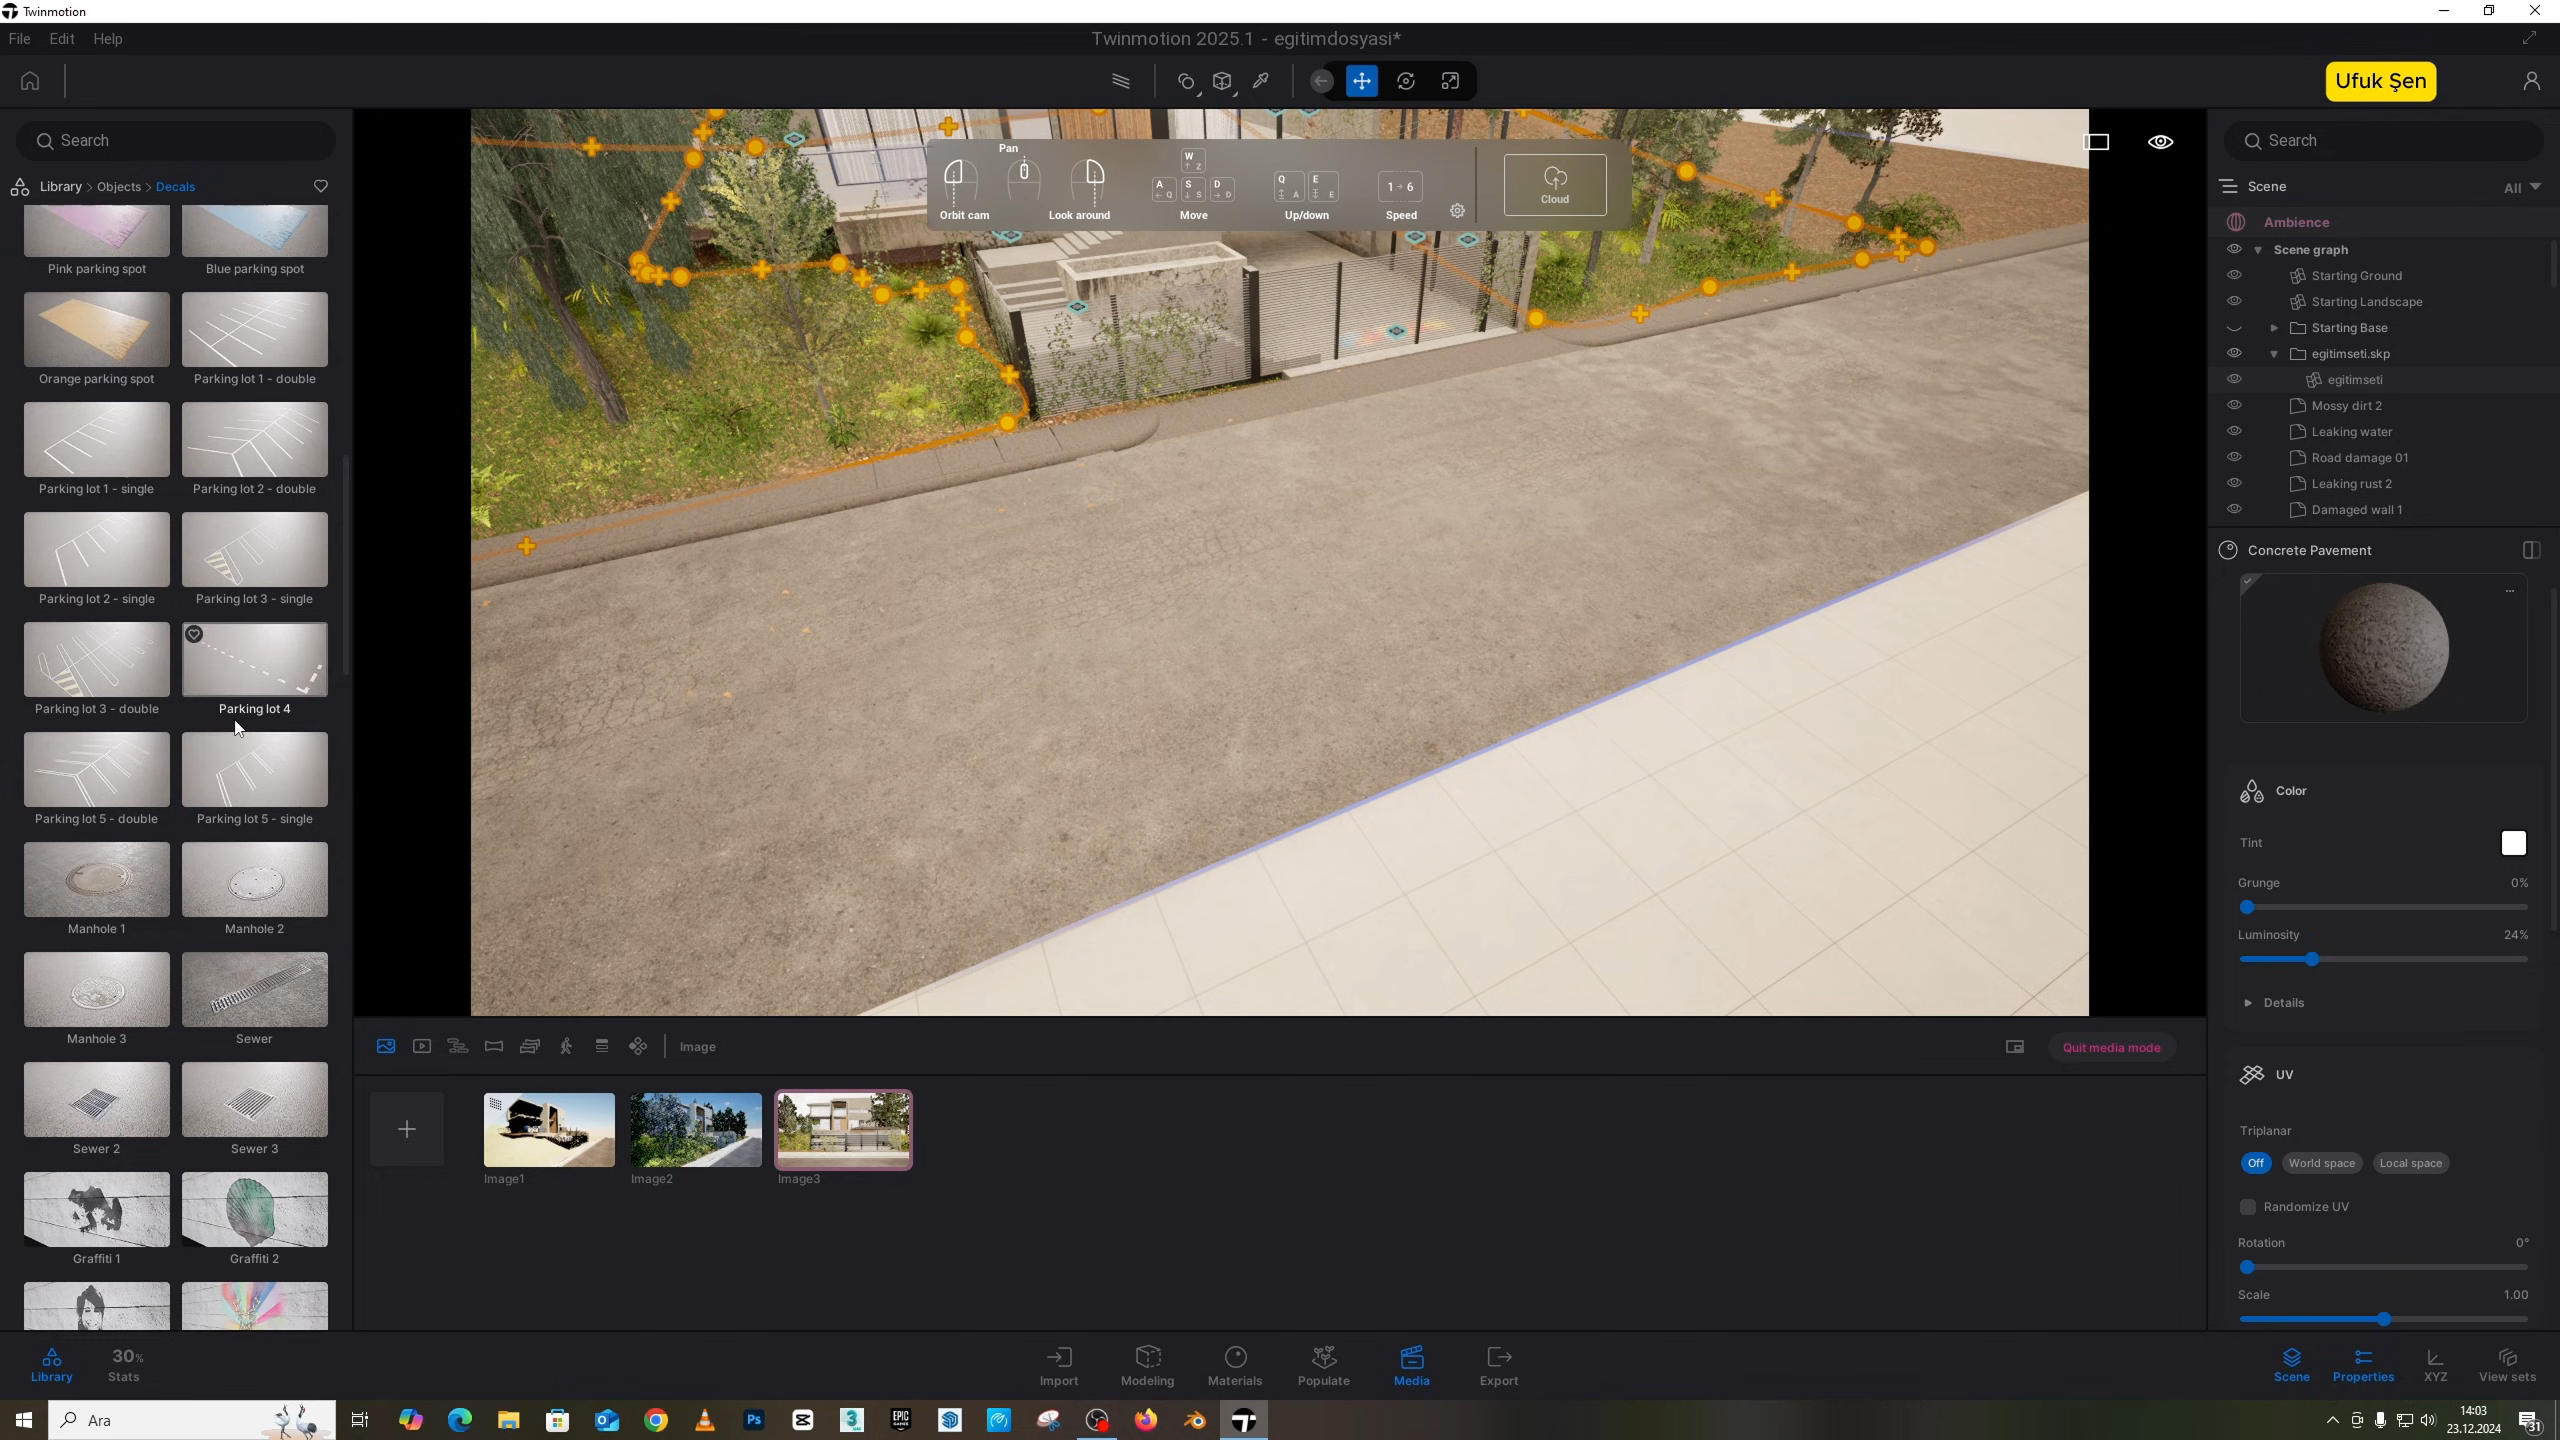 Twinmotion
File Edit Help
Twinmotion 2025.1 - egitimdosyasi*
Ufuk Şen
Search
Library > Objects > Decals
Pink parking spot
Blue parking spot
Orange parking spot
Parking lot 1 - double
Parking lot 1 - single
Parking lot 2 - double
Parking lot 2 - single
Parking lot 3 - single
Parking lot 3 - double
Parking lot 4
Parking lot 5 - double
Parking lot 5 - single
Manhole 1
Manhole 2
Manhole 3
Sewer
Sewer 2
Sewer 3
Graffiti 1
Graffiti 2
Pan
Orbit cam
Look around
W
Z
A
Q
S
S
D
D
Move
Q
A
E
E
Up/down
1 - 6
Speed
Cloud
Search
Scene
All
Ambience
Scene graph
Starting Ground
Starting Landscape
Starting Base
egitimseti.skp
egitimseti
Mossy dirt 2
Leaking water
Road damage 01
Leaking rust 2
Damaged wall 1
Concrete Pavement
Color
Tint
Grunge 0%
Luminosity 24%
Details
UV
Triplanar
Off World space Local space
Randomize UV
Rotation 0°
Scale 1.00
Image
Quit media mode
Image1
Image2
Image3
30%
Library
Stats
Import
Modeling
Materials
Populate
Media
Export
Scene
Properties
XYZ
View sets
Ara
Ps
3
EPIC
GAMES
14:03
23.12.2024
31